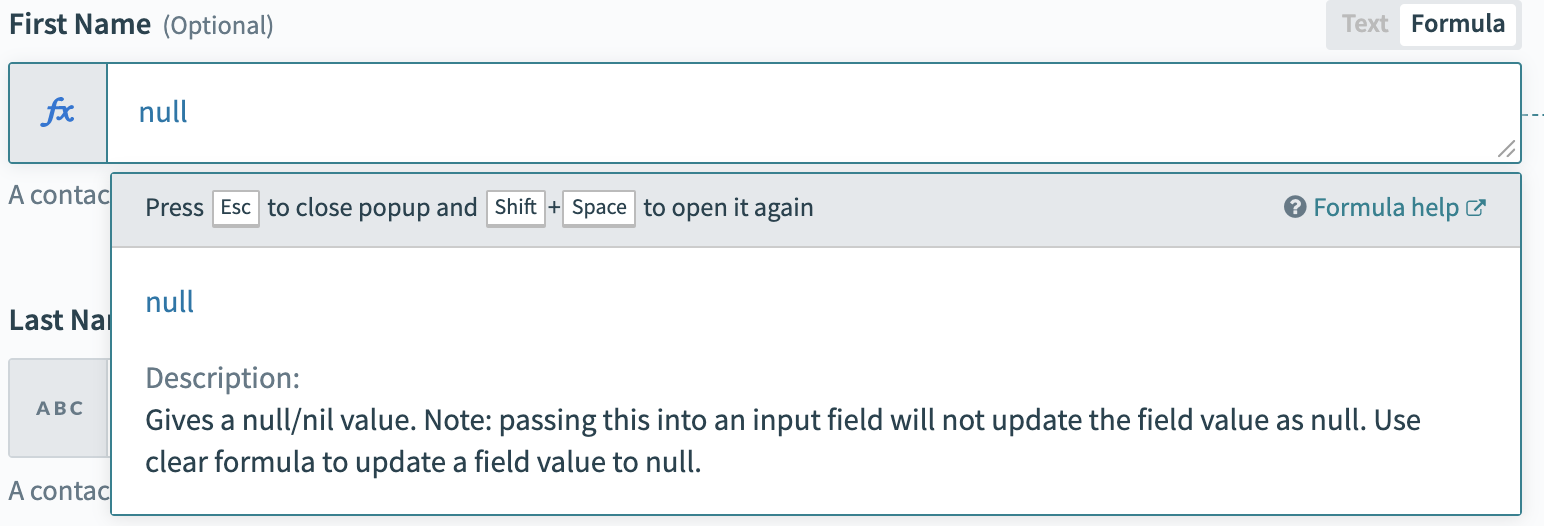 First Name (Optional) Text Formula
fx null
A contac
Press Esc to close popup and Shift + Space to open it again Formula help
null
Last Na
Description:
ABC
Gives a null/nil value. Note: passing this into an input field will not update the field value as null. Use
clear formula to update a field value to null.
A contac